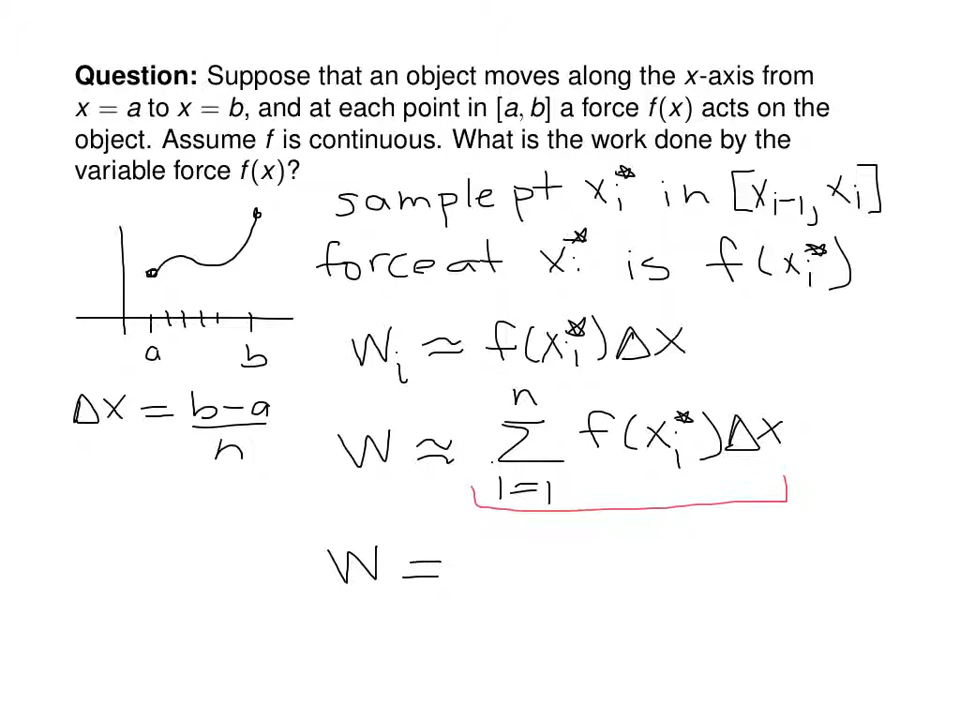 Question: Suppose that an object moves along the x-axis from
x = a to x = b, and at each point in [a, b] a force f(x) acts on the
object. Assume f is continuous. What is the work done by the
variable force f(x)?
sample pt xᵢ* in [xᵢ₋₁, xᵢ]
force at xᵢ* is f(xᵢ*)
a b
Wᵢ ≈ f(xᵢ*)Δx
Δx = (b-a)/n
W ≈ ∑ⁿᵢ₌₁ f(xᵢ*)Δx
W =